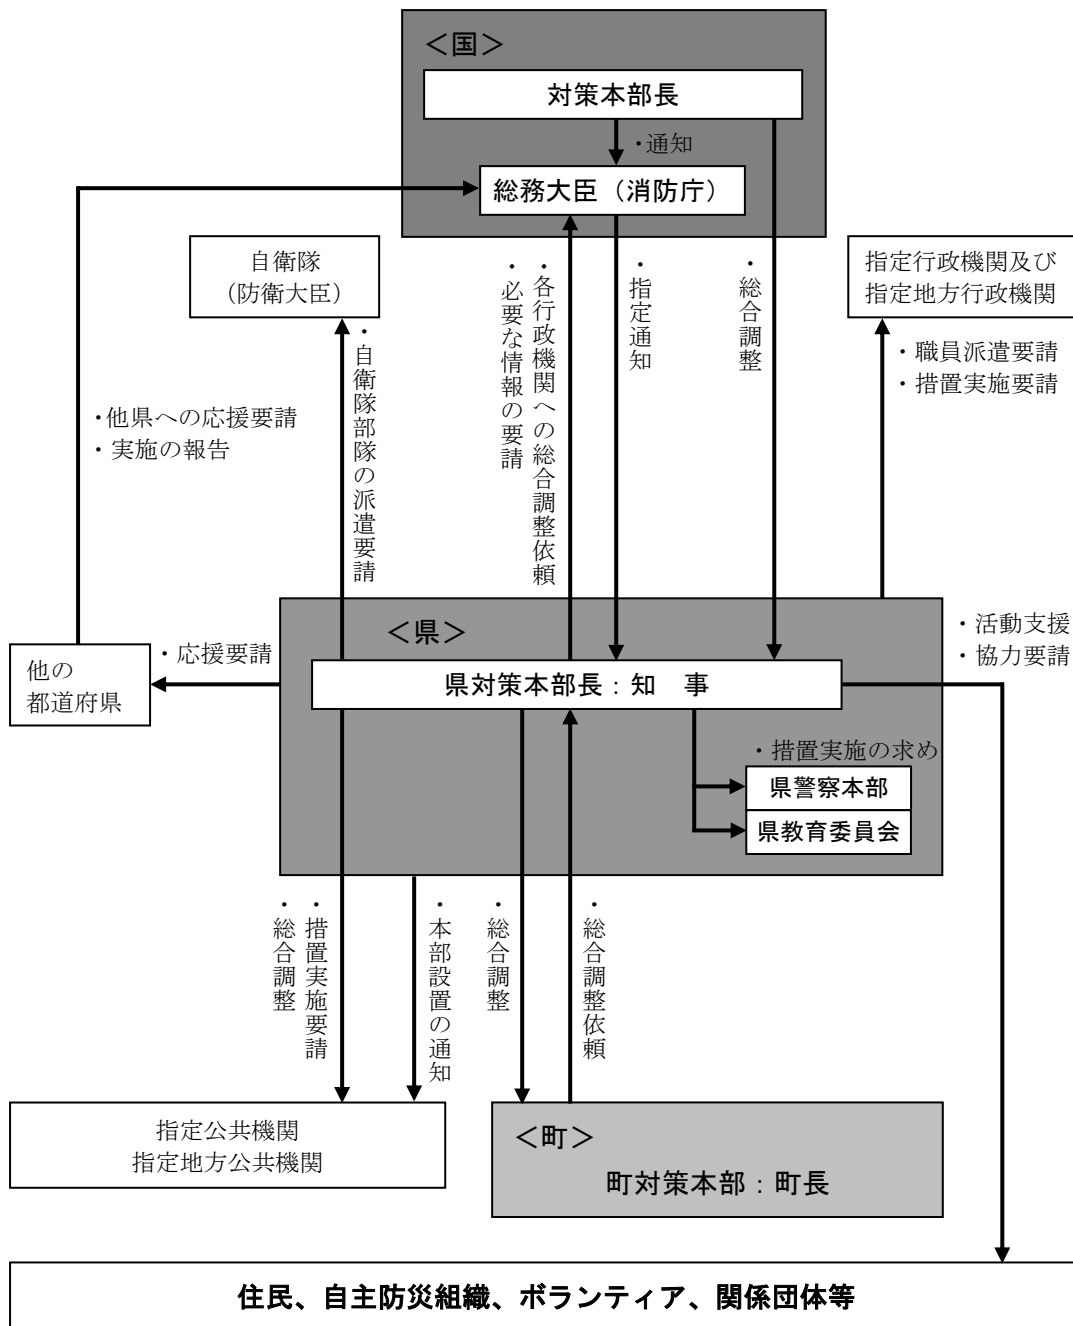 ＜国＞
対策本部長
・通知
総務大臣（消防庁）
自衛隊
（防衛大臣）
指定行政機関及び
指定地方行政機関
・自衛隊部隊の派遣要請
・各行政機関への総合調整依頼
・必要な情報の要請
・指定通知
・総合調整
・職員派遣要請
・措置実施要請
・他県への応援要請
・実施の報告
＜県＞
・活動支援
・協力要請
・応援要請
他の
都道府県
県対策本部長：知　事
・措置実施の求め
県警察本部
県教育委員会
・措置実施要請
・総合調整
・本部設置の通知
・総合調整
・総合調整依頼
指定公共機関
指定地方公共機関
＜町＞
町対策本部：町長
住民、自主防災組織、ボランティア、関係団体等